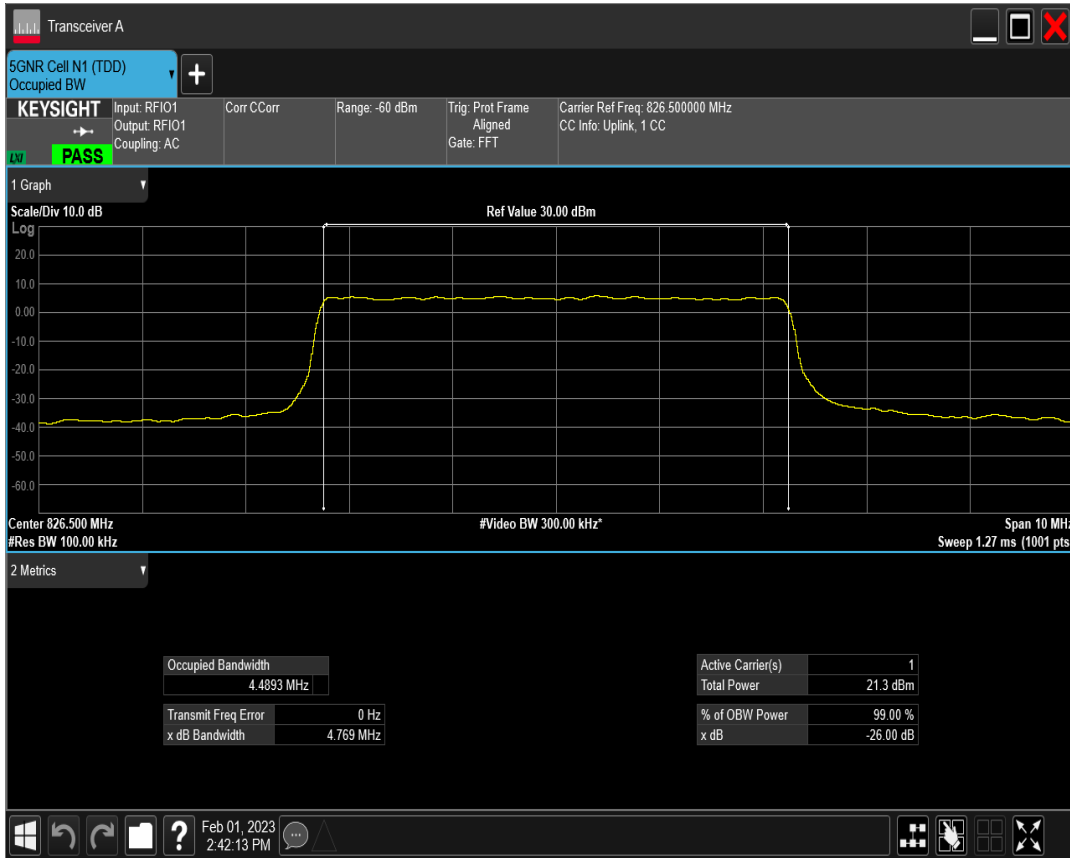 Transceiver A
5GNR Cell N1 (TDD)
Occupied BW
+
KEYSIGHT
LXI
PASS
Input: RFIO1
Output: RFIO1
Coupling: AC
Corr CCorr
Range: -60 dBm
Trig: Prot Frame
Aligned
Gate: FFT
Carrier Ref Freq: 826.500000 MHz
CC Info: Uplink, 1 CC
1 Graph
Scale/Div 10.0 dB
Ref Value 30.00 dBm
Log
20.0
10.0
0.00
-10.0
-20.0
-30.0
-40.0
-50.0
-60.0
Center 826.500 MHz
#Video BW 300.00 kHz*
Span 10 MHz
#Res BW 100.00 kHz
Sweep 1.27 ms (1001 pts
2 Metrics
Occupied Bandwidth
4.4893 MHz
Transmit Freq Error 0 Hz
x dB Bandwidth 4.769 MHz
Active Carrier(s) 1
Total Power 21.3 dBm
% of OBW Power 99.00 %
x dB -26.00 dB
?
Feb 01, 2023
2:42:13 PM